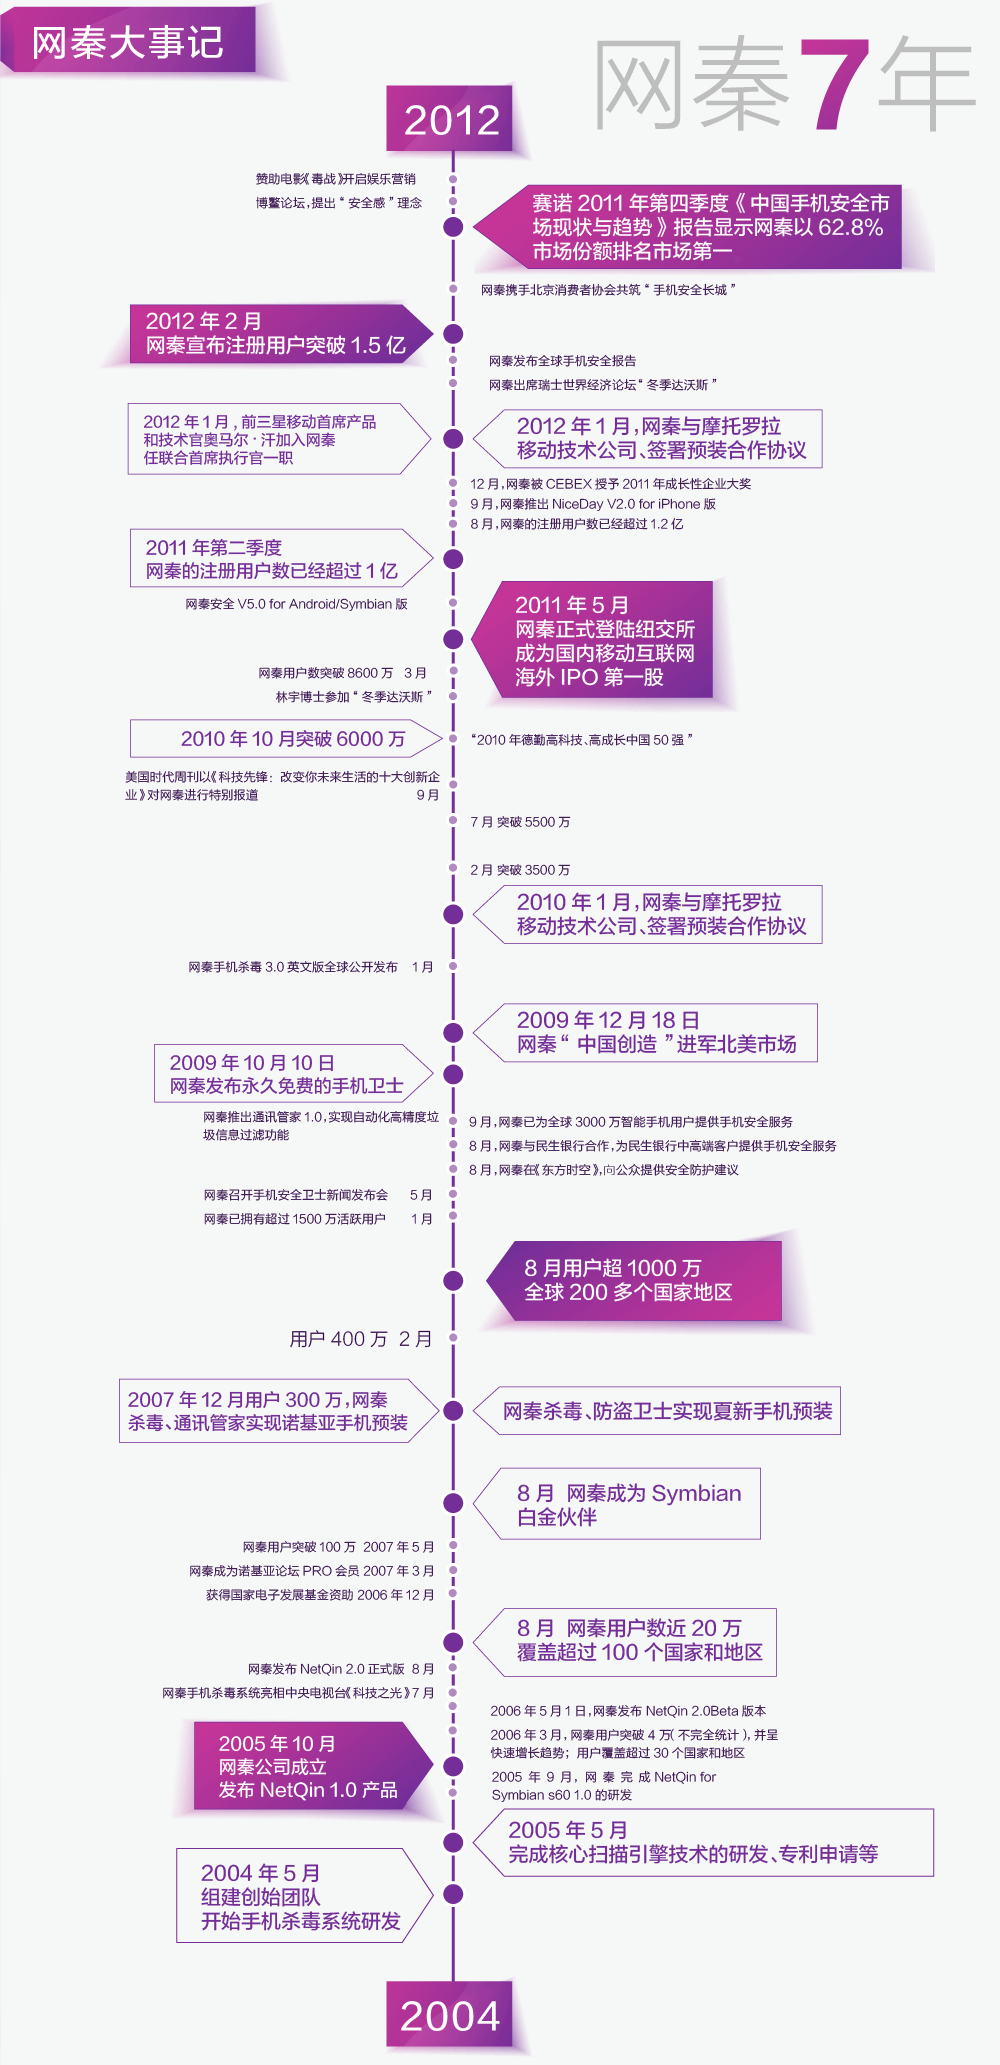 网秦大事记
网秦7年
2012
赞助电影《毒战》开启娱乐营销
博鳌论坛,提出“安全感”理念
赛诺 2011 年第四季度《中国手机安全市
场现状与趋势》报告显示网秦以 62.8%
市场份额排名市场第一
网秦携手北京消费者协会共筑“手机安全长城”
2012 年 2 月
网秦宣布注册用户突破 1.5 亿
网秦发布全球手机安全报告
网秦出席瑞士世界经济论坛“冬季达沃斯”
2012 年 1 月，前三星移动首席产品
和技术官奥马尔·汗加入网秦
任联合首席执行官一职
2012 年 1 月,网秦与摩托罗拉
移动技术公司、签署预装合作协议
12 月,网秦被 CEBEX 授予 2011 年成长性企业大奖
9 月,网秦推出 NiceDay V2.0 for iPhone 版
8 月,网秦的注册用户数已经超过 1.2 亿
2011 年第二季度
网秦的注册用户数已经超过 1 亿
网秦安全 V5.0 for Android/Symbian 版
2011 年 5 月
网秦正式登陆纽交所
成为国内移动互联网
海外 IPO 第一股
网秦用户数突破 8600 万 3 月
林宇博士参加“冬季达沃斯”
2010 年 10 月突破 6000 万
“2010 年德勤高科技、高成长中国 50 强”
美国时代周刊以《科技先锋：改变你未来生活的十大创新企
业》对网秦进行特别报道 9 月
7 月 突破 5500 万
2 月 突破 3500 万
2010 年 1 月,网秦与摩托罗拉
移动技术公司、签署预装合作协议
网秦手机杀毒 3.0 英文版全球公开发布 1 月
2009 年 12 月 18 日
网秦“中国创造”进军北美市场
2009 年 10 月 10 日
网秦发布永久免费的手机卫士
网秦推出通讯管家 1.0,实现自动化高精度垃
圾信息过滤功能
9 月,网秦已为全球 3000 万智能手机用户提供手机安全服务
8 月,网秦与民生银行合作,为民生银行中高端客户提供手机安全服务
8 月,网秦在《东方时空》,向公众提供安全防护建议
网秦召开手机安全卫士新闻发布会 5 月
网秦已拥有超过 1500 万活跃用户 1 月
8 月用户超 1000 万
全球 200 多个国家地区
用户 400 万 2 月
2007 年 12 月用户 300 万,网秦
杀毒、通讯管家实现诺基亚手机预装
网秦杀毒、防盗卫士实现夏新手机预装
8 月 网秦成为 Symbian
白金伙伴
网秦用户突破 100 万 2007 年 5 月
网秦成为诺基亚论坛 PRO 会员 2007 年 3 月
获得国家电子发展基金资助 2006 年 12 月
8 月 网秦用户数近 20 万
覆盖超过 100 个国家和地区
网秦发布 NetQin 2.0 正式版 8 月
网秦手机杀毒系统亮相中央电视台《科技之光》7 月
2006 年 5 月 1 日,网秦发布 NetQin 2.0Beta 版本
2006 年 3 月，网秦用户突破 4 万（不完全统计），并呈
快速增长趋势；用户覆盖超过 30 个国家和地区
2005 年 10 月
网秦公司成立
发布 NetQin 1.0 产品
2005 年 9 月，网秦完成 NetQin for
Symbian s60 1.0 的研发
2005 年 5 月
完成核心扫描引擎技术的研发、专利申请等
2004 年 5 月
组建创始团队
开始手机杀毒系统研发
2004